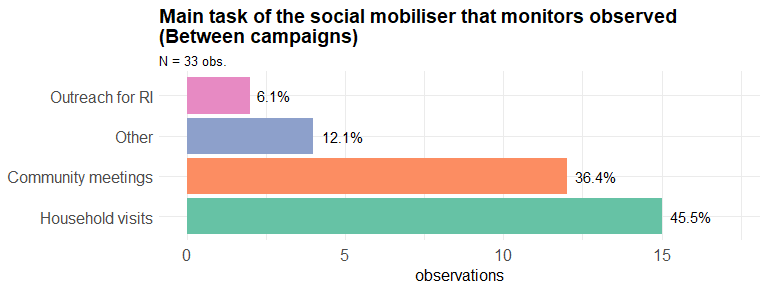 Main task of the social mobiliser that monitors observed
(Between campaigns)
N = 33 obs.
Outreach for RI 6.1%
Other 12.1%
Community meetings 36.4%
Household visits 45.5%
0 5 10 15
observations